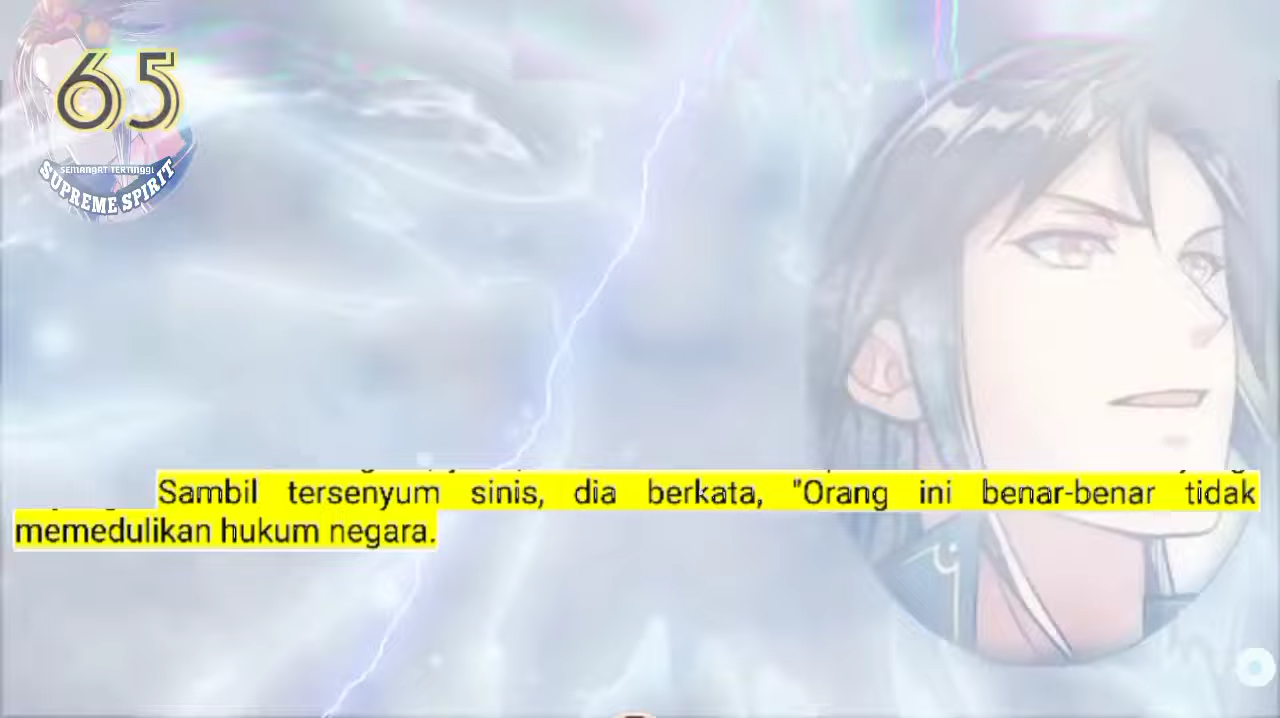 65
SEMANGAT TERTINGGI
SUPREME SPIRIT
Sambil tersenyum sinis, dia berkata, "Orang ini benar-benar tidak
memedulikan hukum negara.